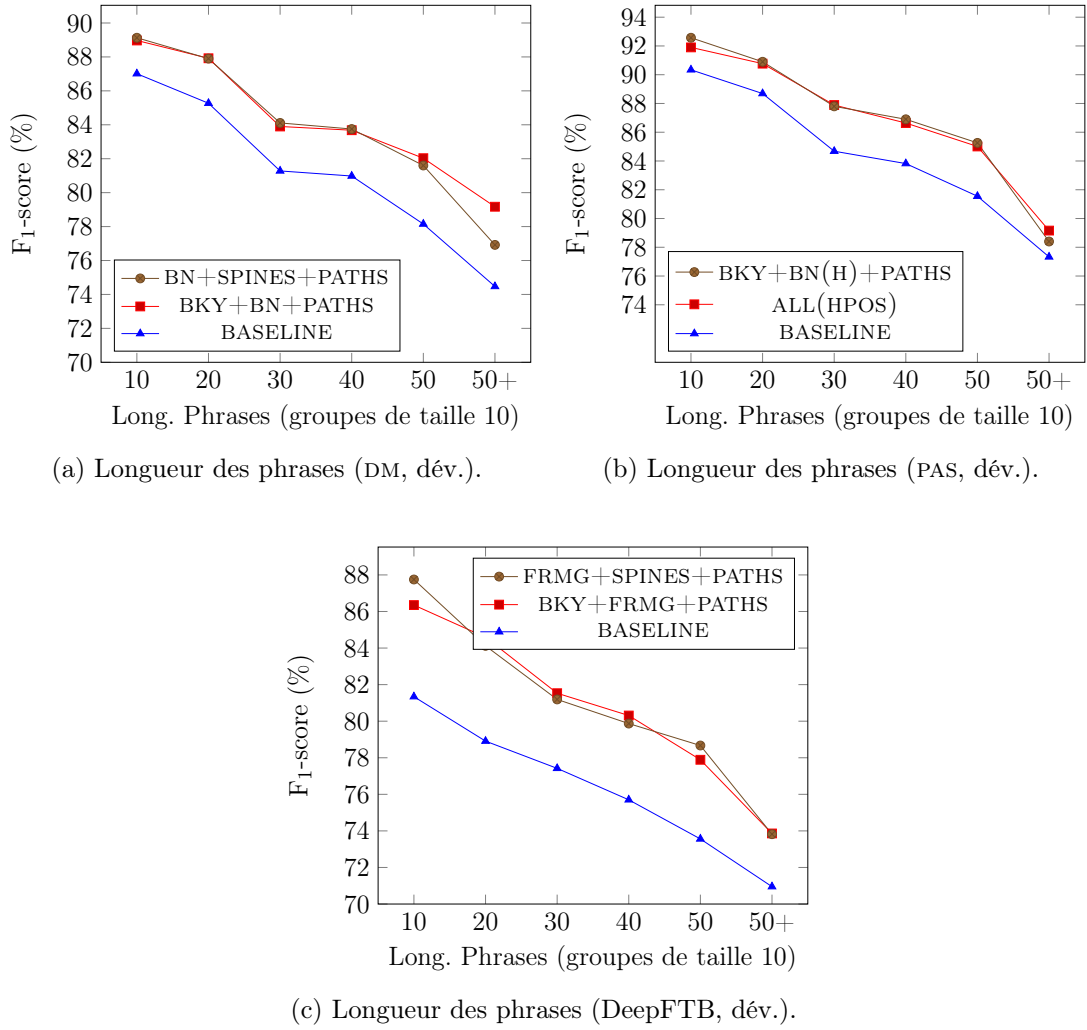 90
88
86
84
82
80
78
76
74
72
70
F1-score (%)
BN+SPINES+PATHS
BKY+BN+PATHS
BASELINE
10 20 30 40 50 50+
Long. Phrases (groupes de taille 10)
(a) Longueur des phrases (DM, dév.).
94
92
90
88
86
84
82
80
78
76
74
F1-score (%)
BKY+BN(H)+PATHS
ALL(HPOS)
BASELINE
10 20 30 40 50 50+
Long. Phrases (groupes de taille 10)
(b) Longueur des phrases (PAS, dév.).
88
86
84
82
80
78
76
74
72
70
F1-score (%)
FRMG+SPINES+PATHS
BKY+FRMG+PATHS
BASELINE
10 20 30 40 50 50+
Long. Phrases (groupes de taille 10)
(c) Longueur des phrases (DeepFTB, dév.).